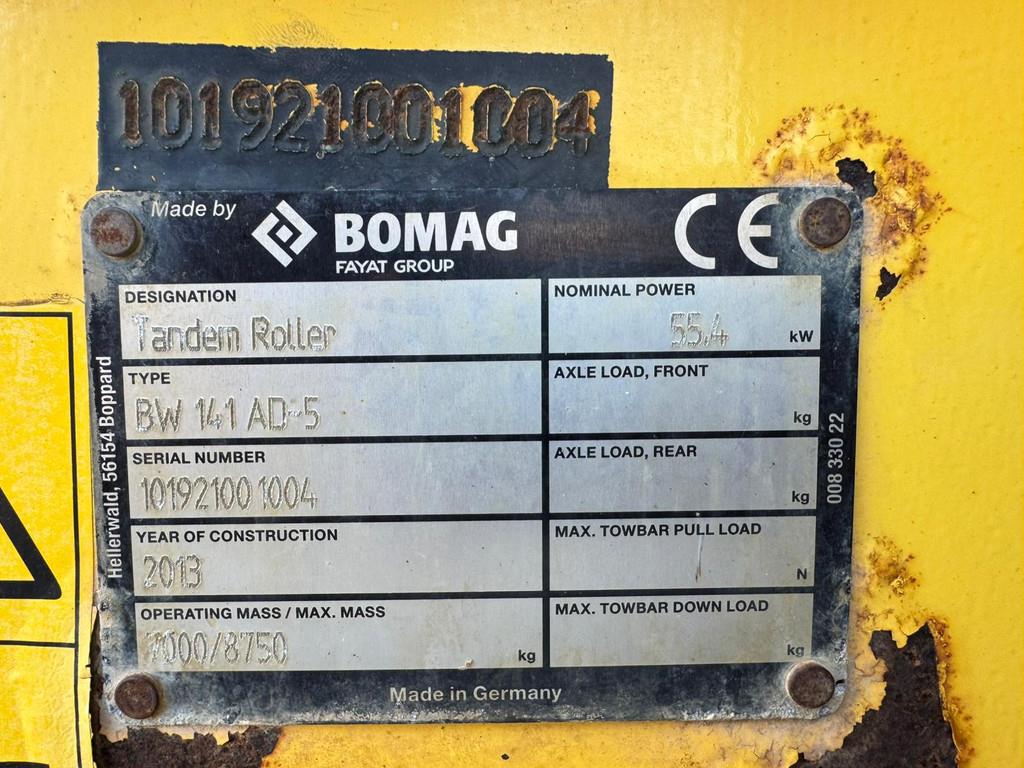 101921001004
Made by BOMAG
FAYAT GROUP
CE
DESIGNATION
Tandem Roller
NOMINAL POWER
55,4 kW
TYPE
BW 141 AD-5
AXLE LOAD, FRONT
kg
SERIAL NUMBER
10192100 1004
AXLE LOAD, REAR
kg
YEAR OF CONSTRUCTION
2013
MAX. TOWBAR PULL LOAD
N
OPERATING MASS / MAX. MASS
7000/8750 kg
MAX. TOWBAR DOWN LOAD
kg
Made in Germany
Hellerwald, 56154 Boppard
008 330 22